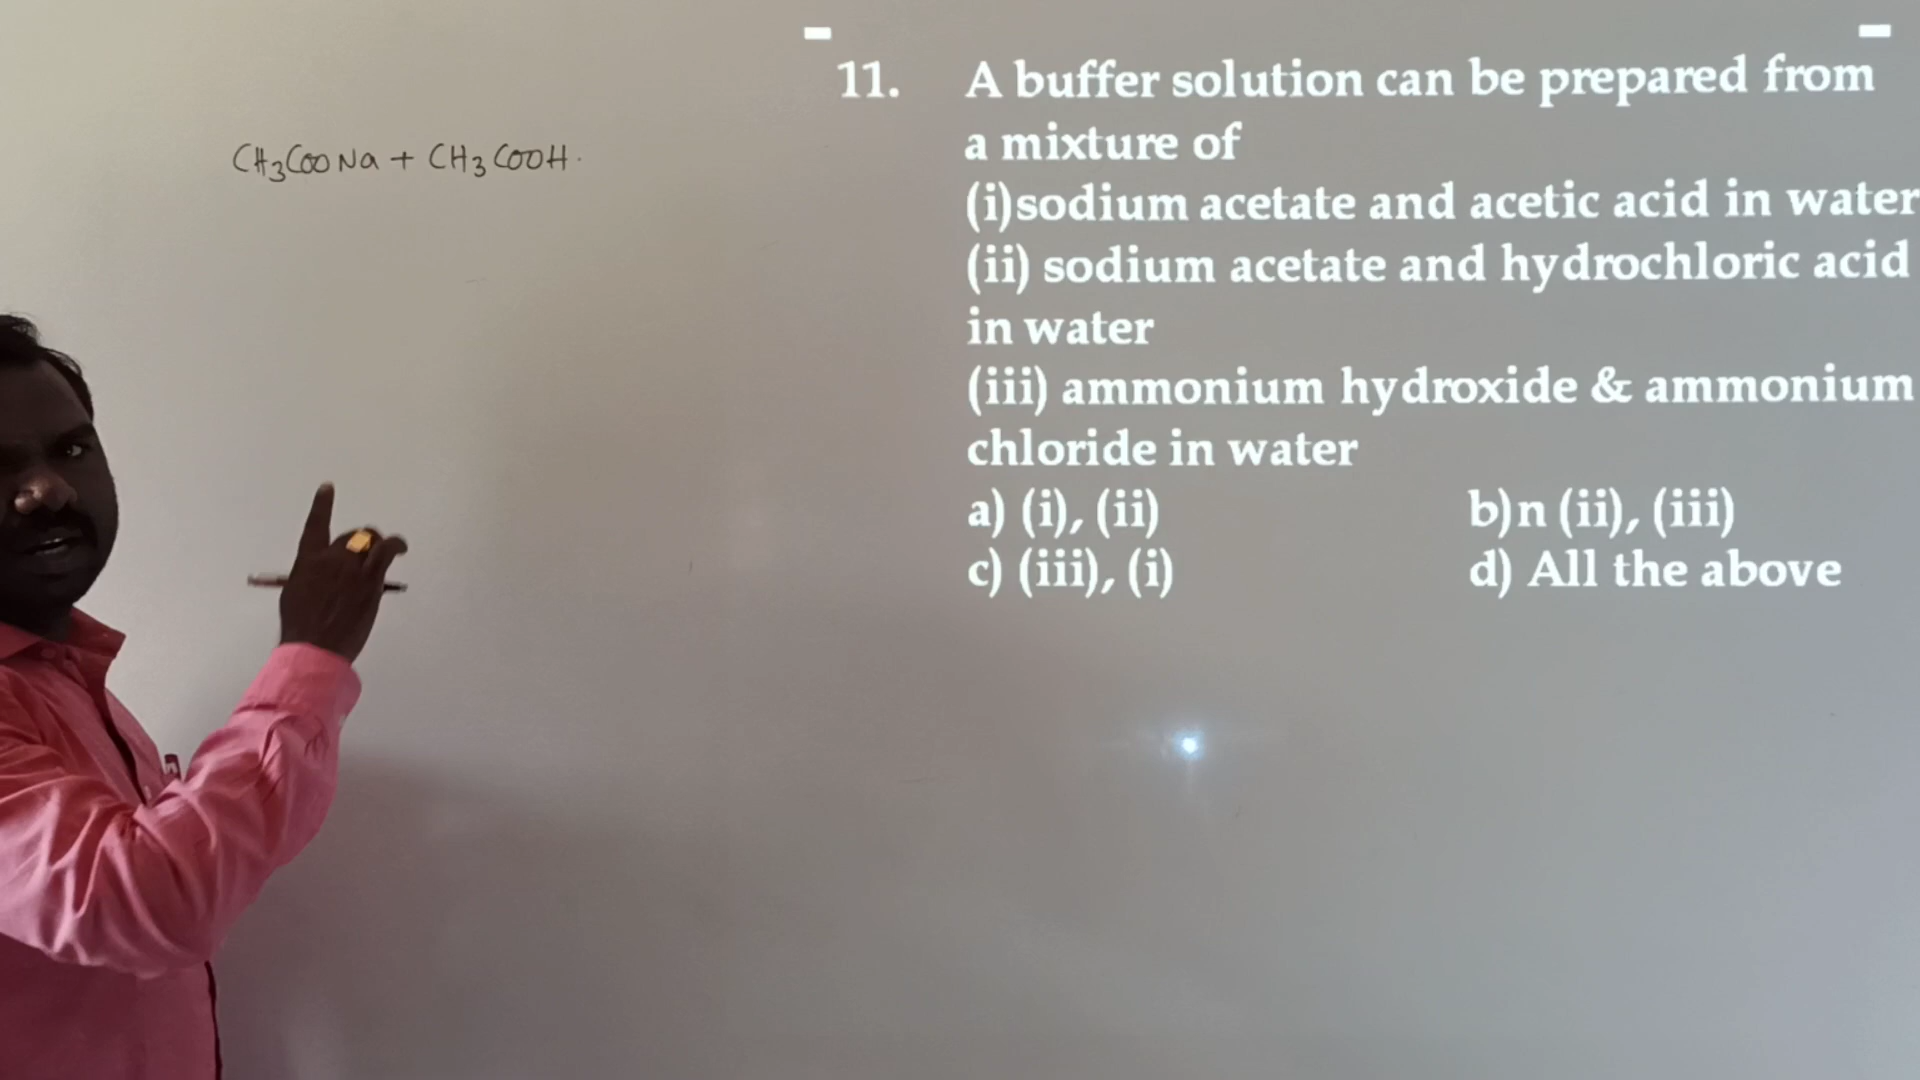 CH3COONa + CH3COOH.
11. A buffer solution can be prepared from
a mixture of
(i)sodium acetate and acetic acid in water
(ii) sodium acetate and hydrochloric acid
in water
(iii) ammonium hydroxide & ammonium
chloride in water
a) (i), (ii) b)n (ii), (iii)
c) (iii), (i) d) All the above